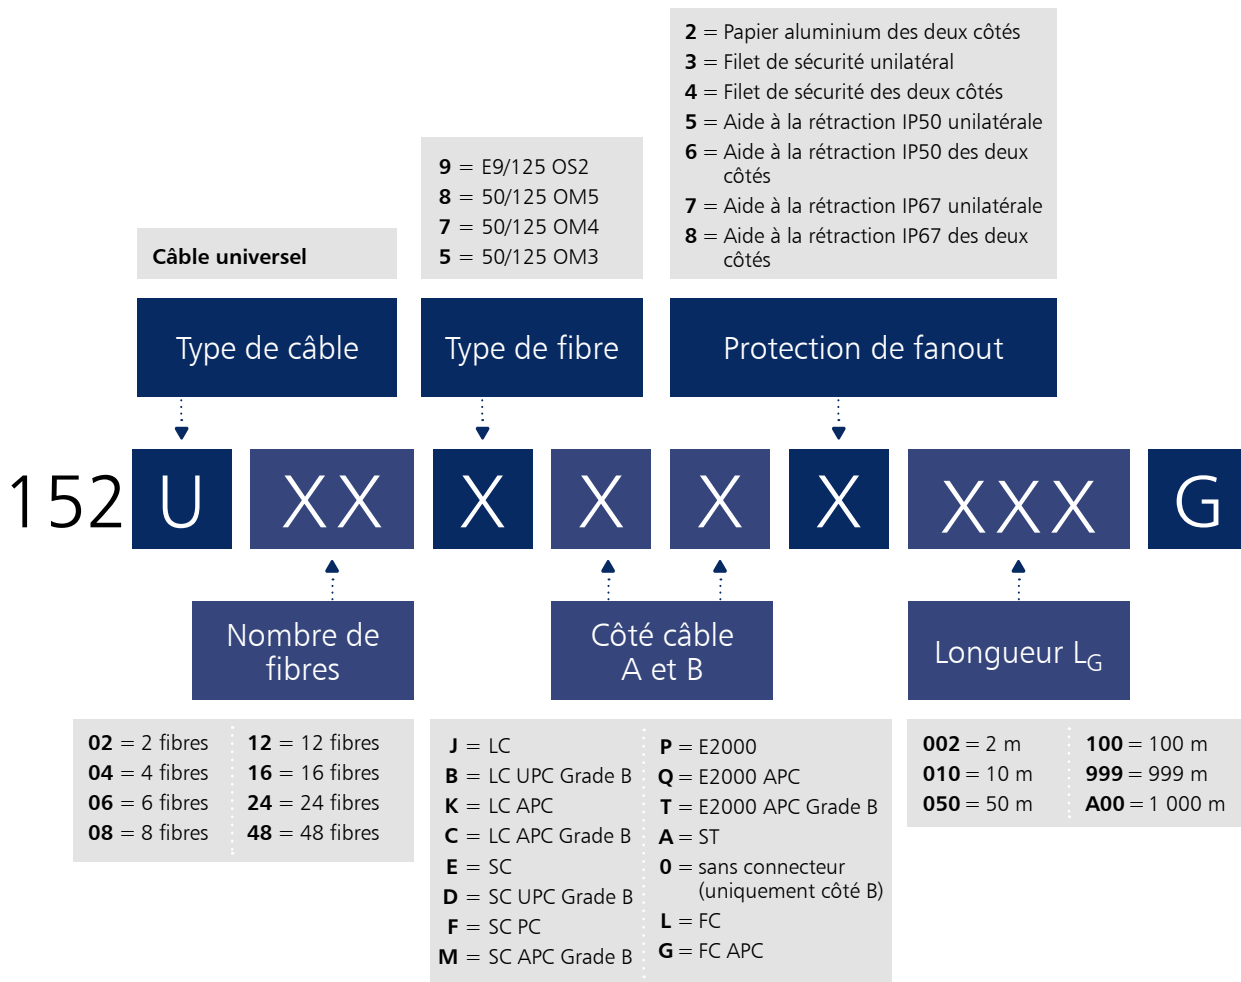 2 = Papier aluminium des deux côtés
3 = Filet de sécurité unilatéral
4 = Filet de sécurité des deux côtés
5 = Aide à la rétraction IP50 unilatérale
6 = Aide à la rétraction IP50 des deux
côtés
7 = Aide à la rétraction IP67 unilatérale
8 = Aide à la rétraction IP67 des deux
côtés
9 = E9/125 OS2
8 = 50/125 OM5
7 = 50/125 OM4
5 = 50/125 OM3
Câble universel
Type de câble
Type de fibre
Protection de fanout
152 U XX X X X X XXX G
Nombre de
fibres
Côté câble
A et B
Longueur LG
02 = 2 fibres
04 = 4 fibres
06 = 6 fibres
08 = 8 fibres
12 = 12 fibres
16 = 16 fibres
24 = 24 fibres
48 = 48 fibres
J = LC
B = LC UPC Grade B
K = LC APC
C = LC APC Grade B
E = SC
D = SC UPC Grade B
F = SC PC
M = SC APC Grade B
P = E2000
Q = E2000 APC
T = E2000 APC Grade B
A = ST
0 = sans connecteur
(uniquement côté B)
L = FC
G = FC APC
002 = 2 m
010 = 10 m
050 = 50 m
100 = 100 m
999 = 999 m
A00 = 1 000 m